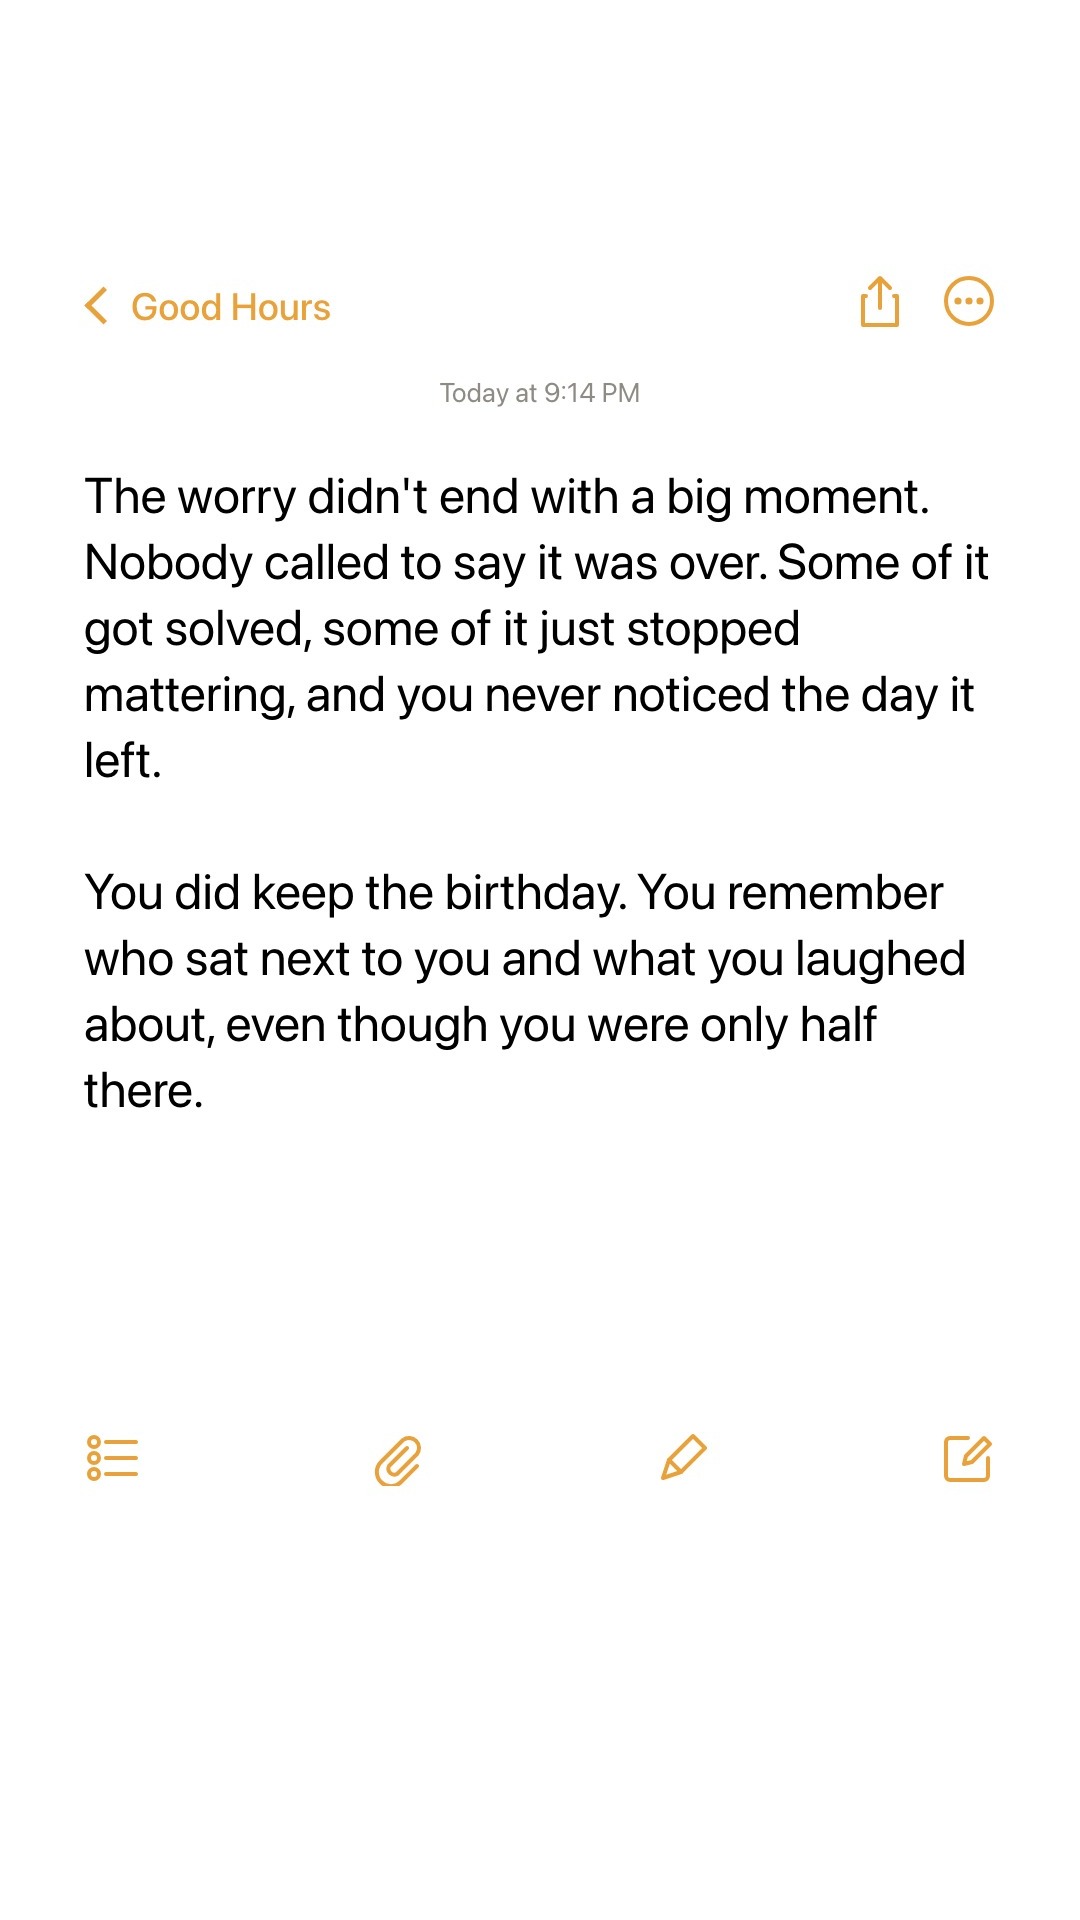 Good Hours
Today at 9:14 PM
The worry didn't end with a big moment.
Nobody called to say it was over. Some of it
got solved, some of it just stopped
mattering, and you never noticed the day it
left.
You did keep the birthday. You remember
who sat next to you and what you laughed
about, even though you were only half
there.